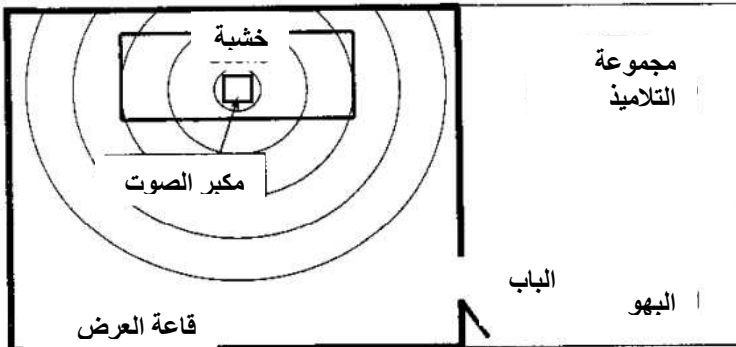 خشبة
مجموعة
التلاميذ
مكبر الصوت
الباب
البهو
قاعة العرض